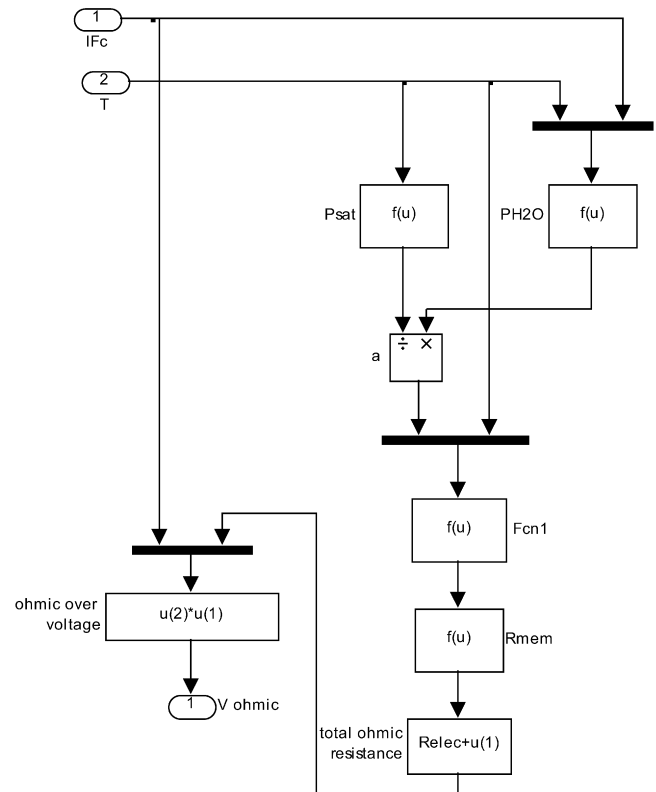 1
IFc
2
T
Psat
f(u)
PH2O
f(u)
a
÷ ×
f(u)
Fcn1
ohmic over
voltage
u(2)*u(1)
f(u)
Rmem
1
V ohmic
total ohmic
resistance
Relec+u(1)